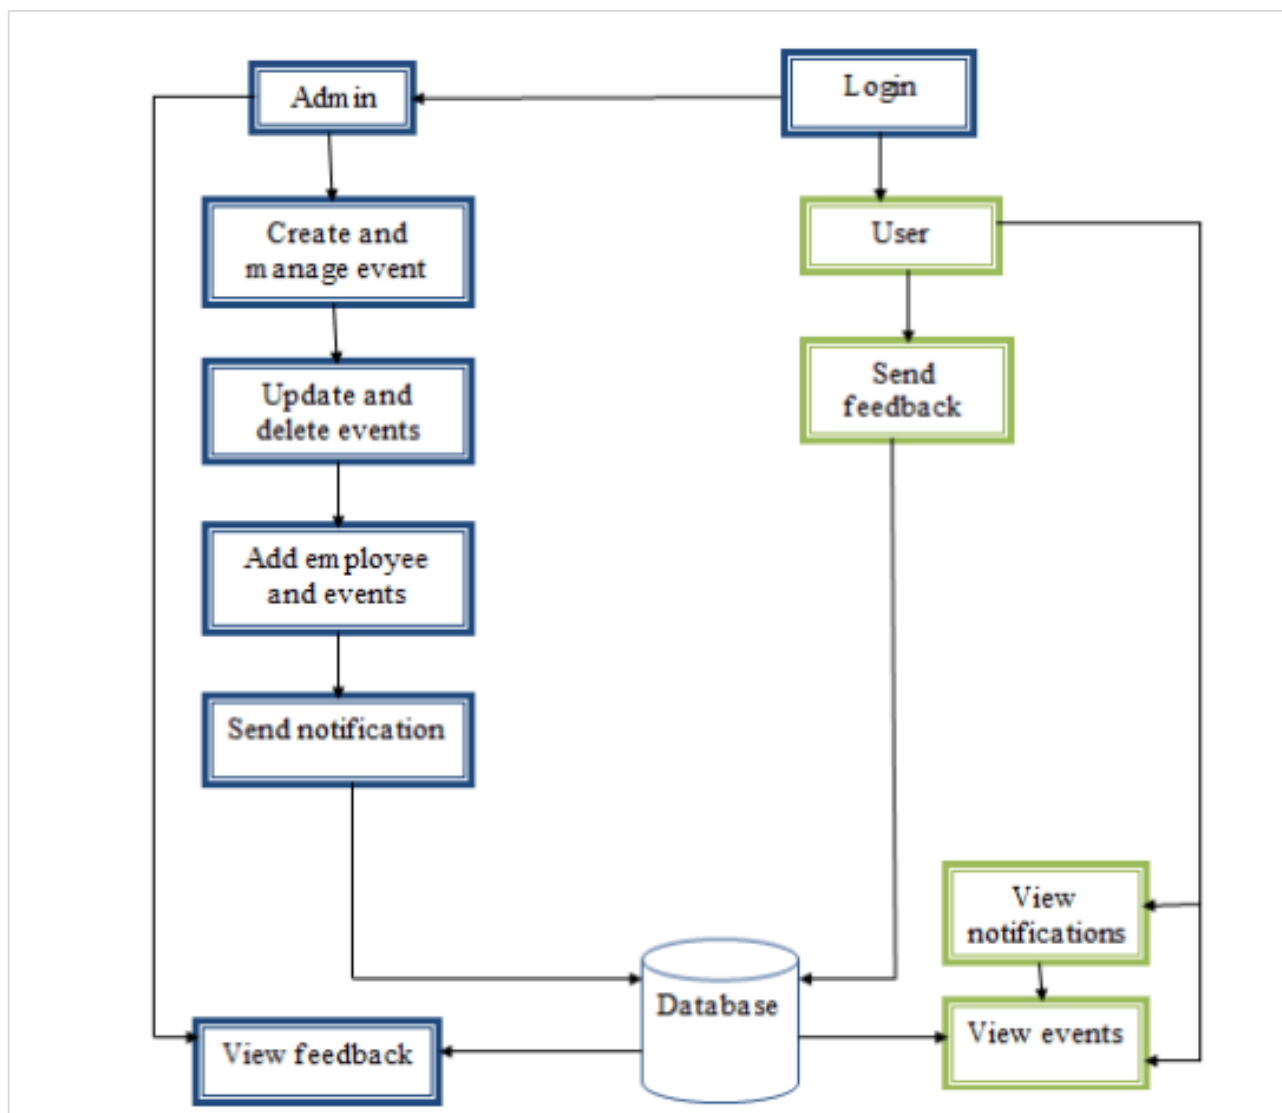 Admin
Login
Create and
manage event
User
Update and
delete events
Send
feedback
Add employee
and events
Send notification
View
notifications
Database
View events
View feedback